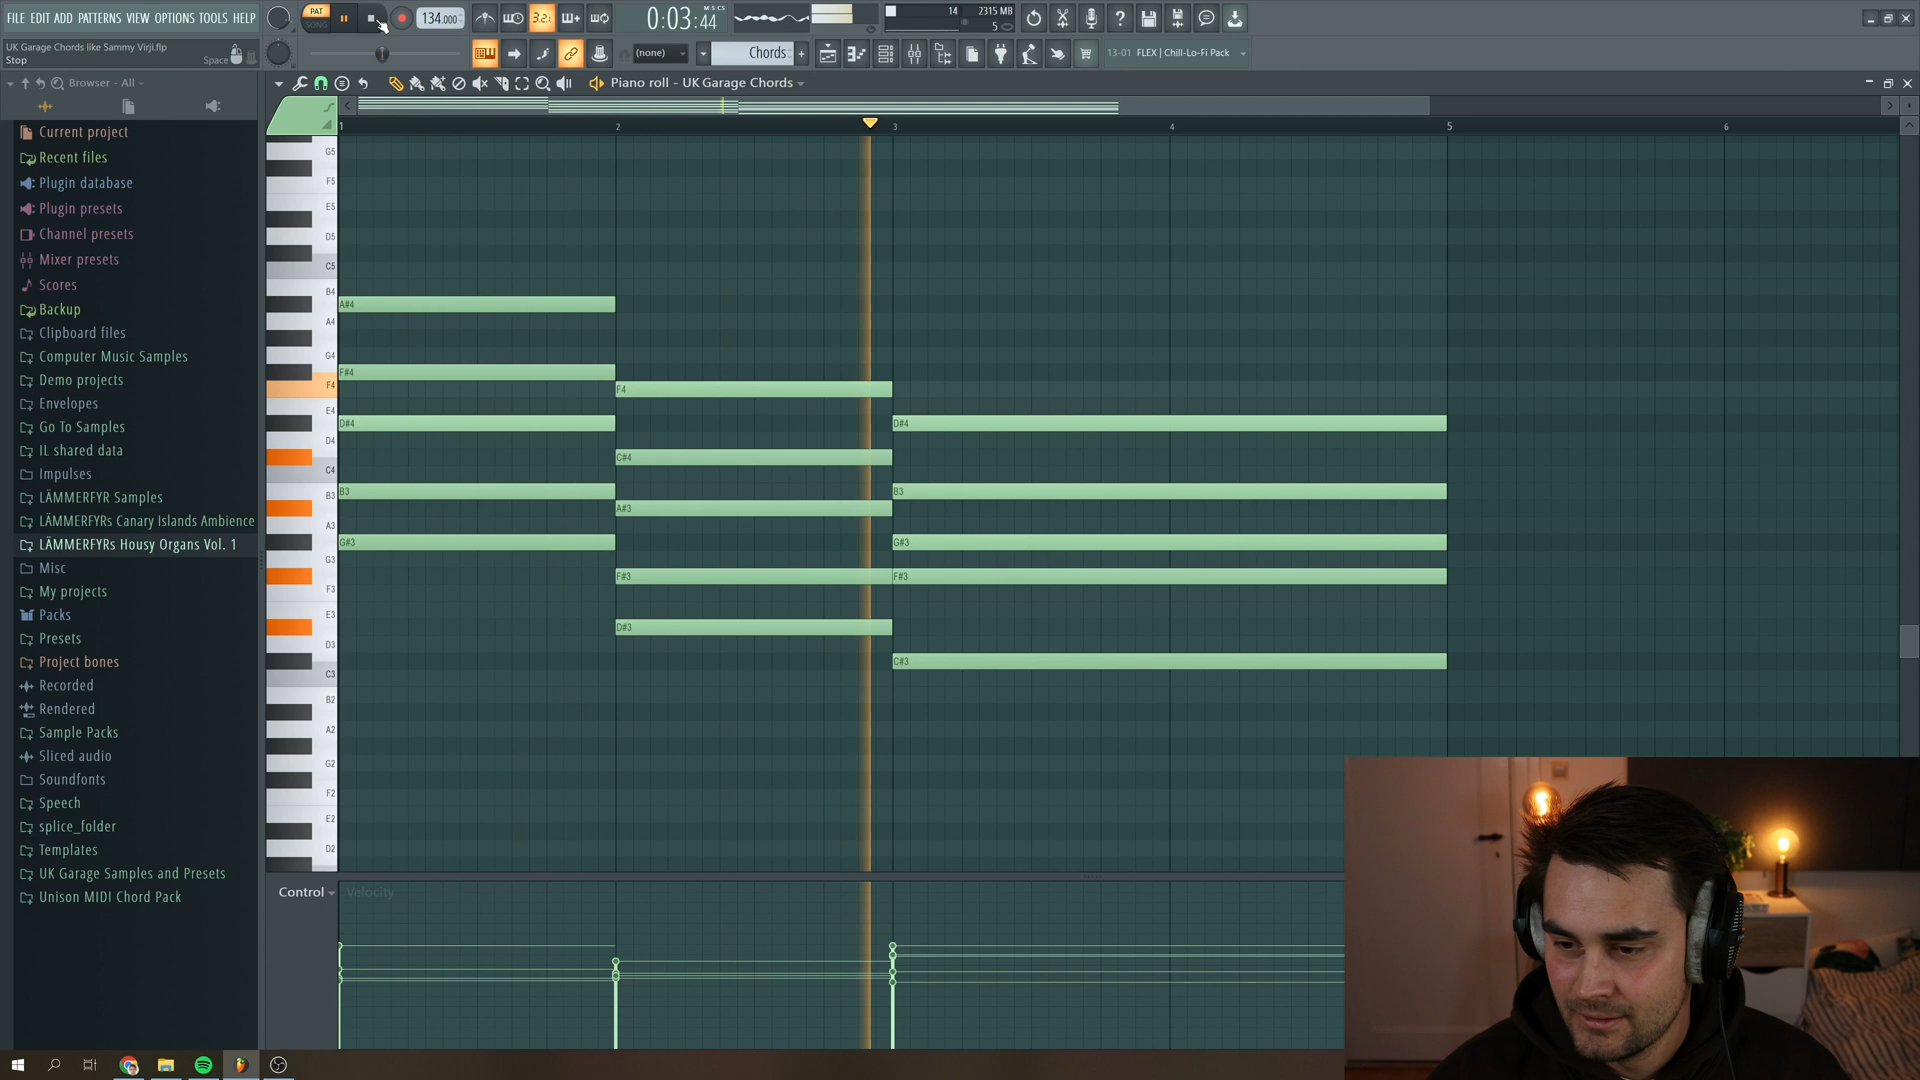 FILE EDIT PATTERNS VIEW OPTIONS TOOLS HELP
PAT
SONG
134.000
3.2.
0:03:44
M:S:CS
14
2315 MB
5
UK Garage Chords like Sammy Virji.flp
Stop
Space
(none)
Chords
13-01 FLEX | Chill-Lo-Fi Pack
Browser - All
Piano roll - UK Garage Chords
Current project
Recent files
Plugin database
Plugin presets
Channel presets
Mixer presets
Scores
Backup
Clipboard files
Computer Music Samples
Demo projects
Envelopes
Go To Samples
IL shared data
Impulses
LÄMMERFYR Samples
LÄMMERFYRs Canary Islands Ambience
LÄMMERFYRs Housy Organs Vol. 1
Misc
My projects
Packs
Presets
Project bones
Recorded
Rendered
Sample Packs
Sliced audio
Soundfonts
Speech
splice_folder
Templates
UK Garage Samples and Presets
Unison MIDI Chord Pack
1 2 3 4 5 6
G5
F5
E5
D5
C5
B4
A4
G4
F4
E4
D4
C4
B3
A3
G3
F3
E3
D3
C3
B2
A2
G2
F2
E2
D2
A#4
F#4
D#4
B3
G#3
F4
C#4
A#3
F#3
D#3
D#4
B3
G#3
F#3
C#3
Control
Velocity